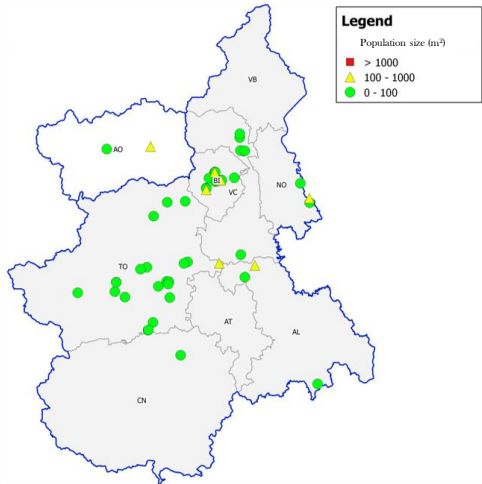 Legend
Population size (m²)
> 1000
100 - 1000
0 - 100
VB
AO
BI
VC
NO
TO
AT
AL
CN